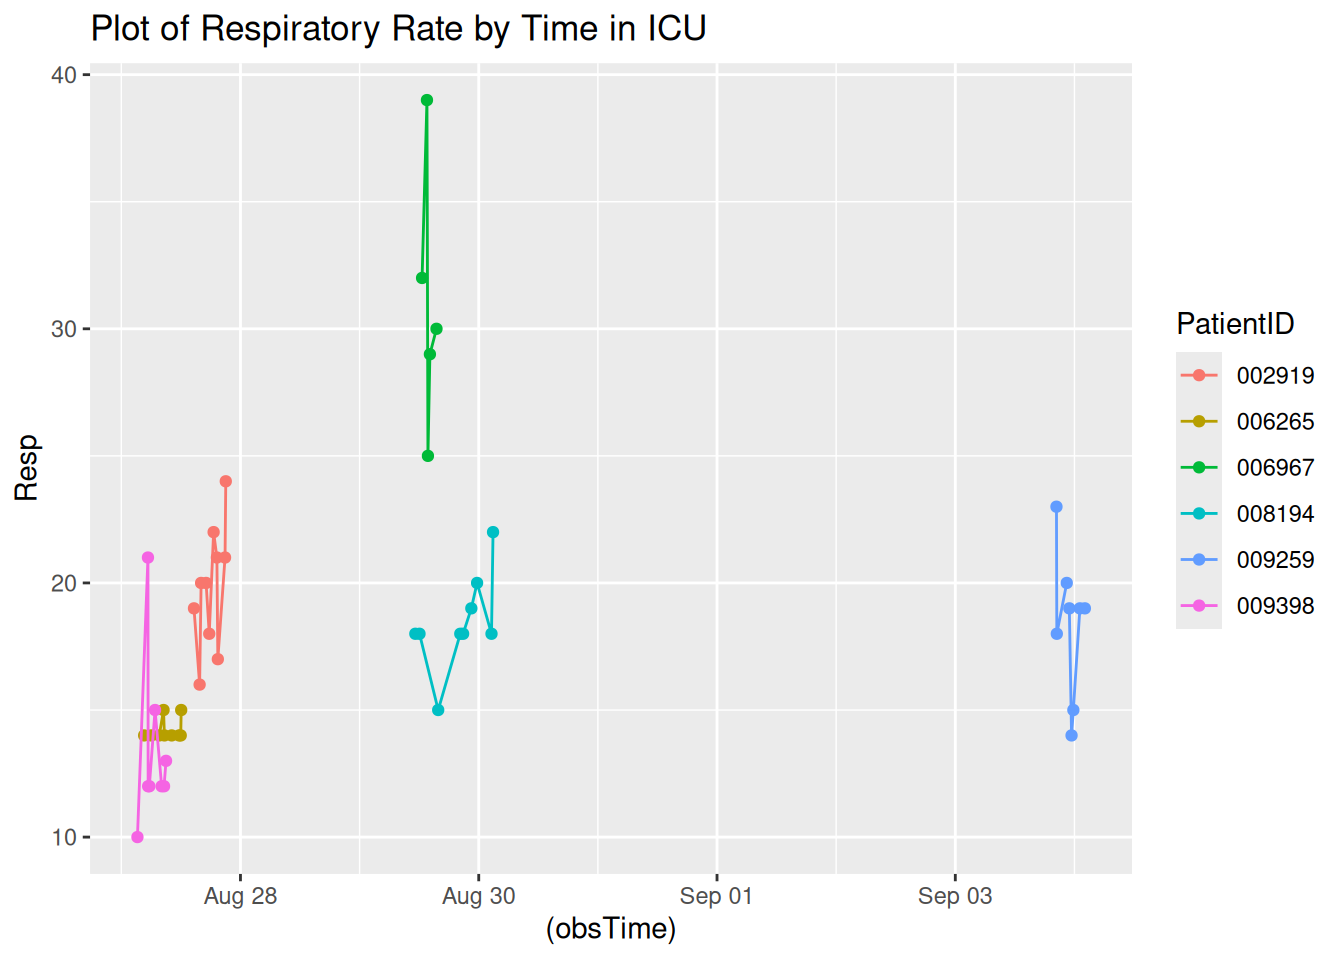 Plot of Respiratory Rate by Time in ICU
40
30
20
10
Resp
Aug 28
Aug 30
Sep 01
Sep 03
(obsTime)
PatientID
002919
006265
006967
008194
009259
009398